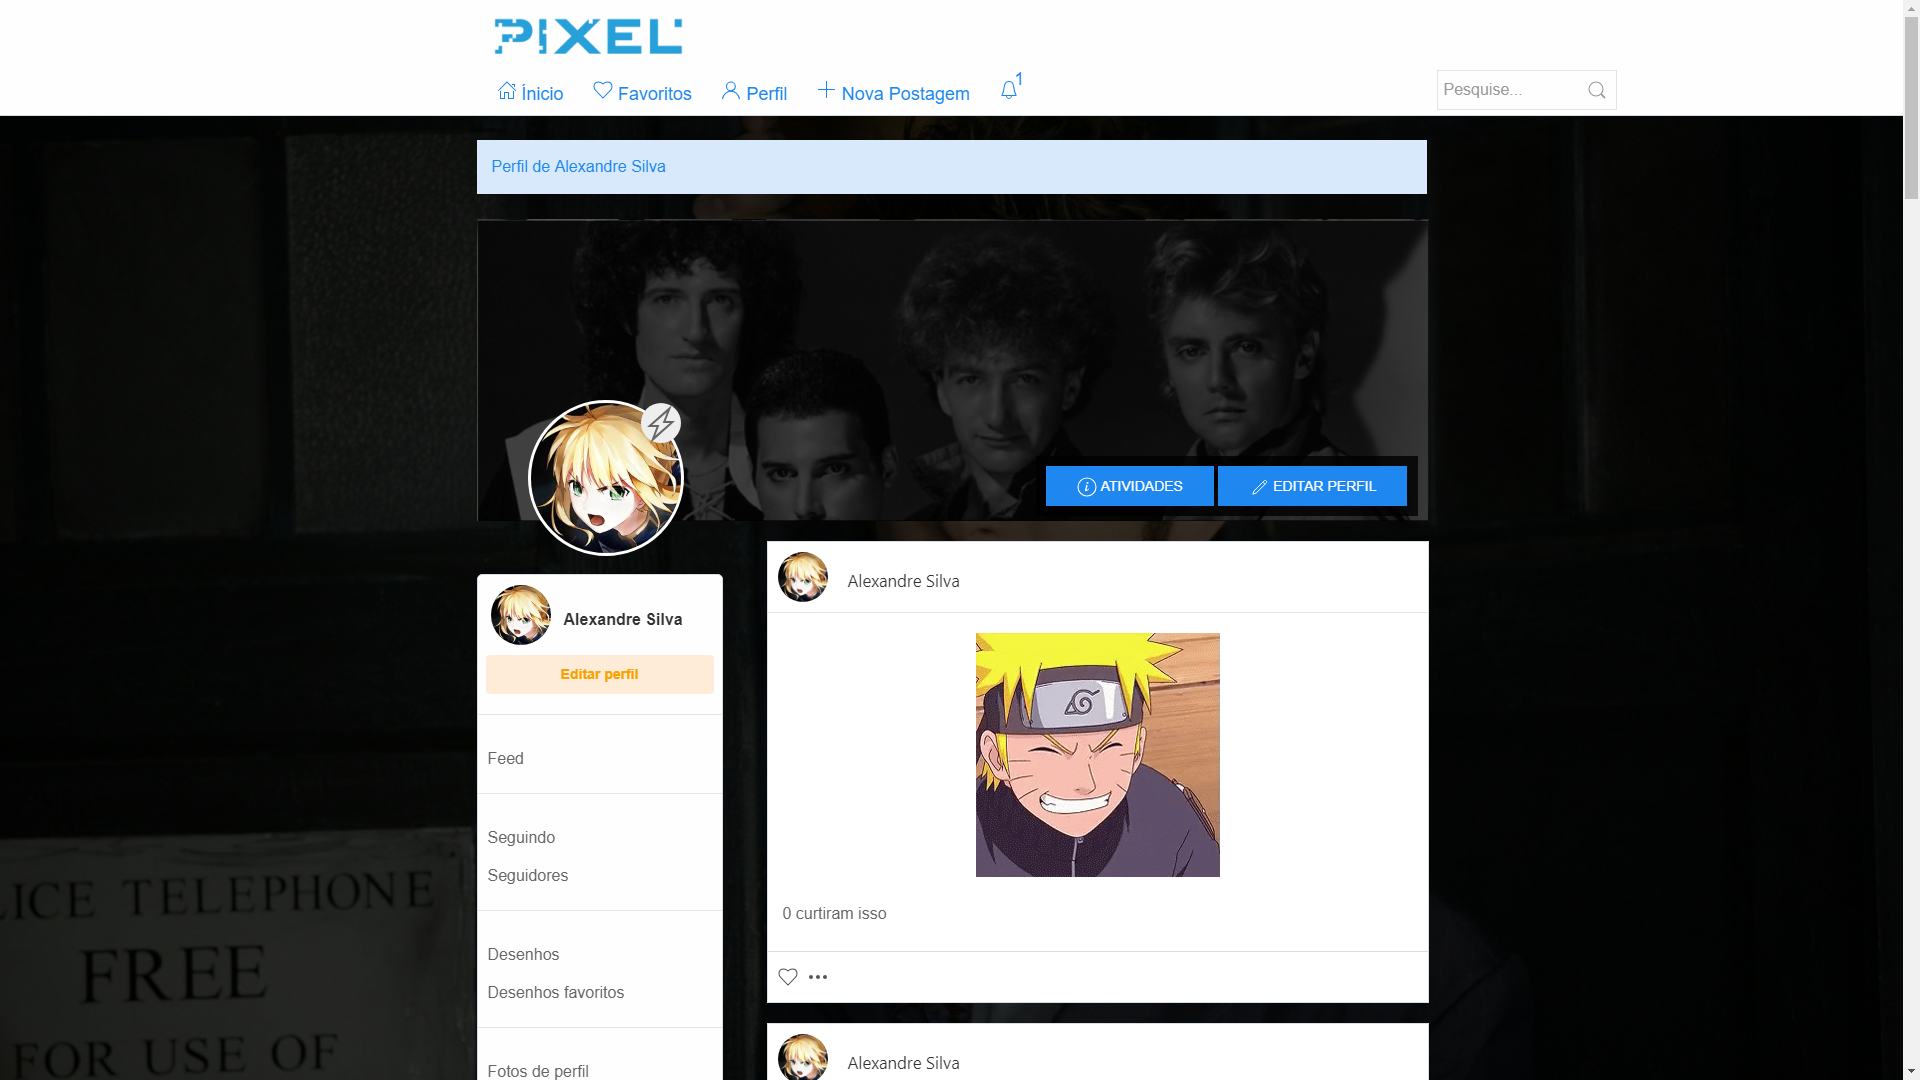 PIXEL
Ínicio Favoritos Perfil Nova Postagem 1
Pesquise...
Perfil de Alexandre Silva
ATIVIDADES EDITAR PERFIL
Alexandre Silva
Alexandre Silva
Editar perfil
Feed
Seguindo
Seguidores
Desenhos
Desenhos favoritos
Fotos de perfil
0 curtiram isso
Alexandre Silva
LICE TELEPHONE
FREE
FOR USE OF